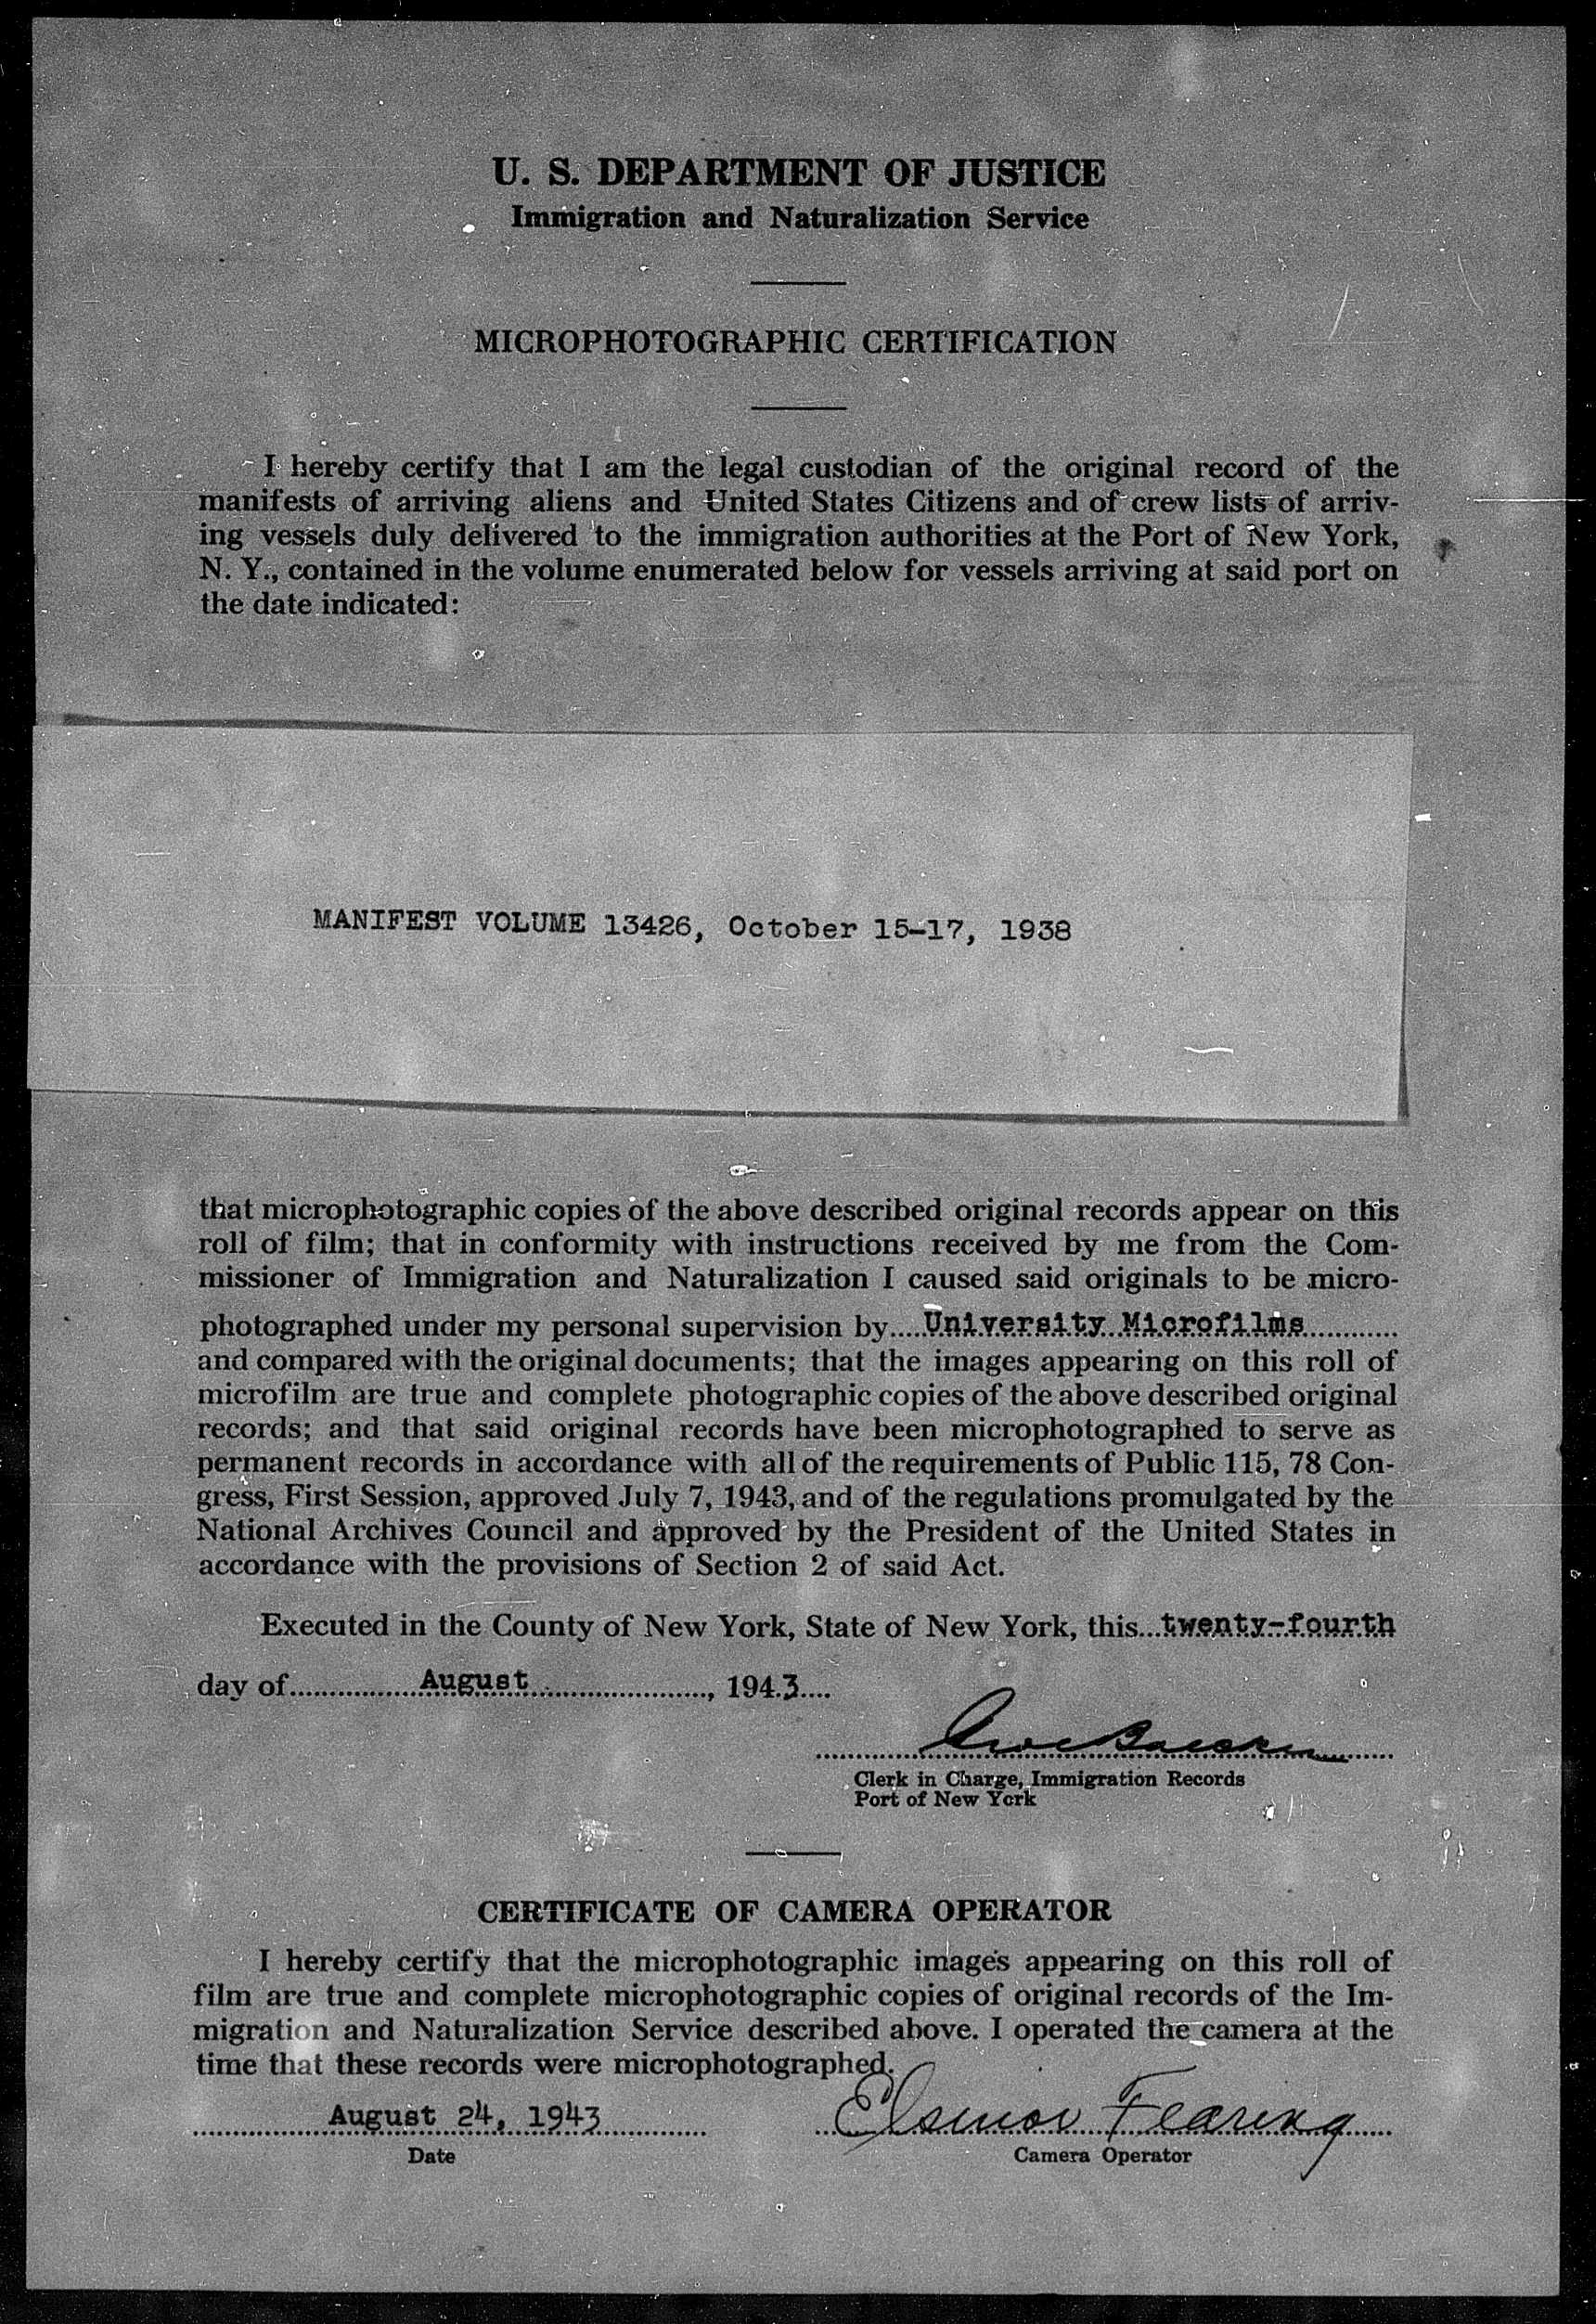 U. S. DEPARTMENT OF JUSTICE
Immigration and Naturalization Service
MICROPHOTOGRAPHIC CERTIFICATION
I hereby certify that I am the legal custodian of the original record of the
manifests of arriving aliens and United States Citizens and of crew lists of arriv-
ing vessels duly delivered to the immigration authorities at the Port of New York,
N. Y., contained in the volume enumerated below for vessels arriving at said port on
the date indicated:
MANIFEST VOLUME 13426, October 15-17, 1938
that microphotographic copies of the above described original records appear on this
roll of film; that in conformity with instructions received by me from the Com-
missioner of Immigration and Naturalization I caused said originals to be micro-
photographed under my personal supervision by.....University Microfilms............
and compared with the original documents; that the images appearing on this roll of
microfilm are true and complete photographic copies of the above described original
records; and that said original records have been microphotographed to serve as
permanent records in accordance with all of the requirements of Public 115, 78 Con-
gress, First Session, approved July 7, 1943, and of the regulations promulgated by the
National Archives Council and approved by the President of the United States in
accordance with the provisions of Section 2 of said Act.
Executed in the County of New York, State of New York, this...twenty-fourth
day of..................August........................, 194.3....
Clerk in Charge, Immigration Records
Port of New York
CERTIFICATE OF CAMERA OPERATOR
I hereby certify that the microphotographic images appearing on this roll of
film are true and complete microphotographic copies of original records of the Im-
migration and Naturalization Service described above. I operated the camera at the
time that these records were microphotographed.
August 24, 1943 Elsinor Fearing
Date Camera Operator